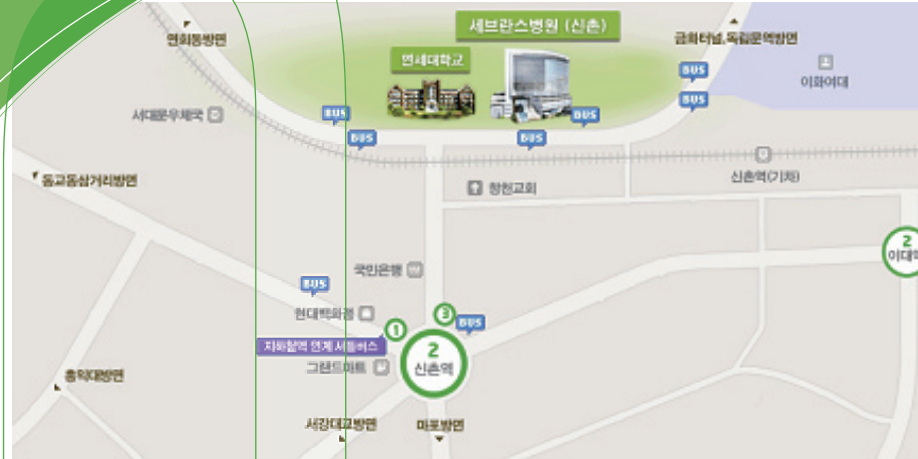 세브란스병원 (신촌)
연희동방면
금화터널,독립문역방면
연세대학교
BUS
이화여대
BUS
서대문우체국
BUS
BUS
BUS
BUS
신촌역(기차)
동교동삼거리방면
창천교회
2
이대역
국민은행
BUS
현대백화점
3
BUS
1
지하철역 연계 셔틀버스
2
신촌역
그랜드마트
홍익대방면
서강대교방면
마포방면